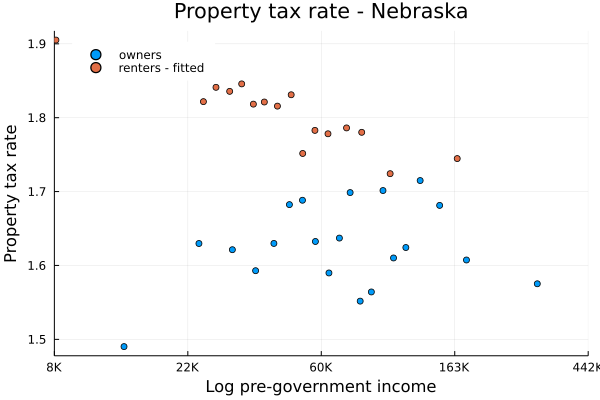 Property tax rate - Nebraska
owners
renters - fitted
Property tax rate
1.9
1.8
1.7
1.6
1.5
8K 22K 60K 163K 442K
Log pre-government income